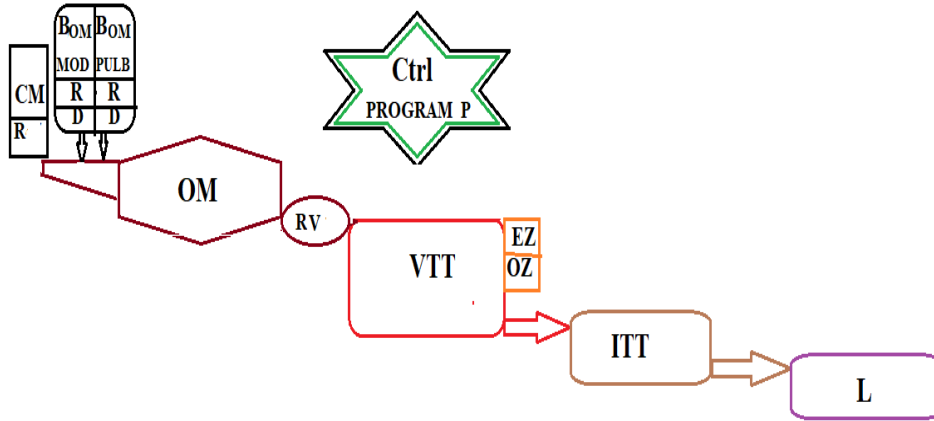 BOM BOM
MOD PULB
R R
D D
CM
R
Ctrl
PROGRAM P
OM
RV
VTT
EZ
OZ
ITT
L